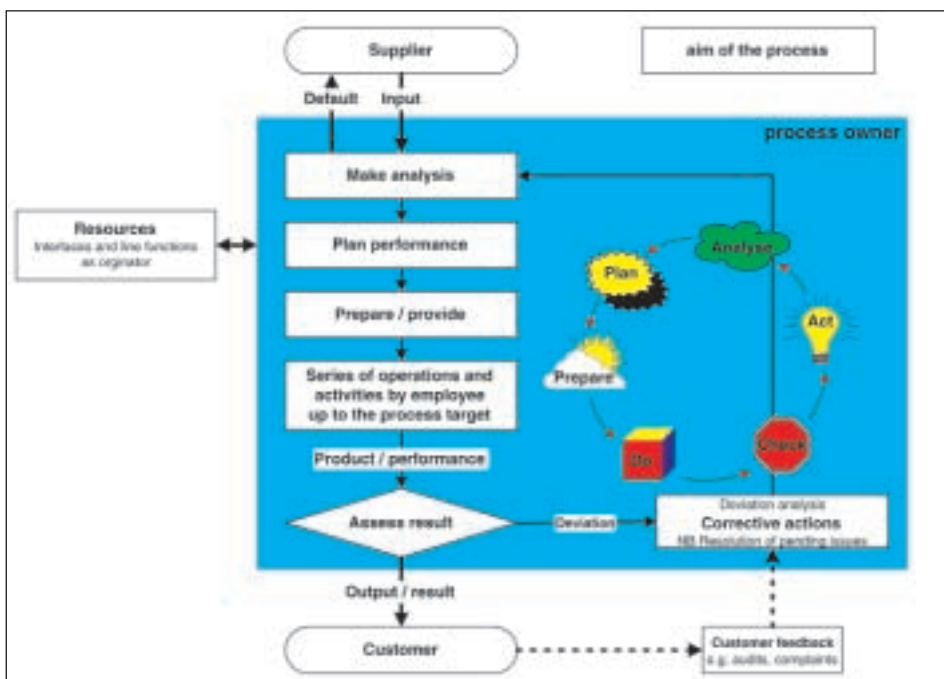 Supplier
aim of the process
Default
Input
process owner
Make analysis
Resources
Interfaces and line functions
as orginator
Plan performance
Analyse
Plan
Act
Prepare / provide
Prepare
Series of operations and
activities by employee
up to the process target
Check
Do
Product / performance
Assess result
Deviation
Deviation analysis
Corrective actions
NB Resolution of pending issues
Output / result
Customer
Customer feedback
e.g. audits, complaints